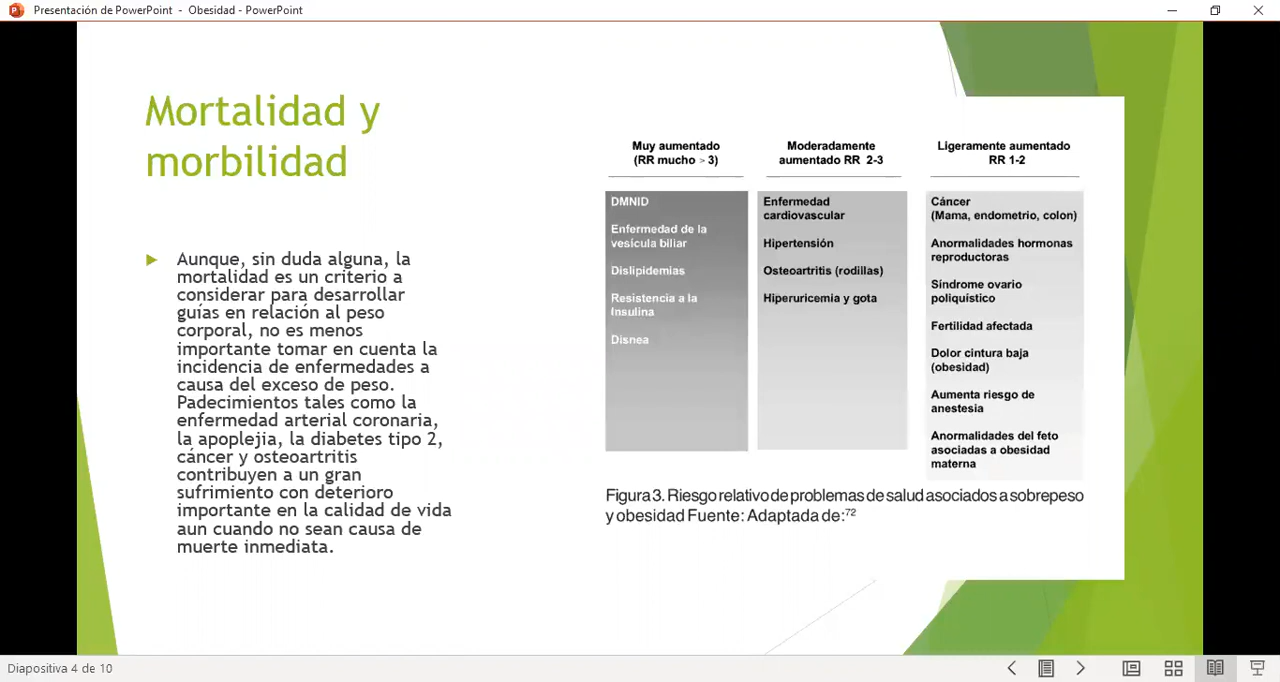 Presentación de PowerPoint - Obesidad - PowerPoint
Mortalidad y
morbilidad
Aunque, sin duda alguna, la
mortalidad es un criterio a
considerar para desarrollar
guías en relación al peso
corporal, no es menos
importante tomar en cuenta la
incidencia de enfermedades a
causa del exceso de peso.
Padecimientos tales como la
enfermedad arterial coronaria,
la apoplejia, la diabetes tipo 2,
cáncer y osteoartritis
contribuyen a un gran
sufrimiento con deterioro
importante en la calidad de vida
aun cuando no sean causa de
muerte inmediata.
Muy aumentado
(RR mucho > 3)
DMNID
Enfermedad de la
vesícula biliar
Dislipidemias
Resistencia a la
Insulina
Disnea
Moderadamente
aumentado RR 2-3
Enfermedad
cardiovascular
Hipertensión
Osteoartritis (rodillas)
Hiperuricemia y gota
Ligeramente aumentado
RR 1-2
Cáncer
(Mama, endometrio, colon)
Anormalidades hormonas
reproductoras
Síndrome ovario
poliquístico
Fertilidad afectada
Dolor cintura baja
(obesidad)
Aumenta riesgo de
anestesia
Anormalidades del feto
asociadas a obesidad
materna
Figura 3. Riesgo relativo de problemas de salud asociados a sobrepeso
y obesidad Fuente: Adaptada de:⁷²
Diapositiva 4 de 10